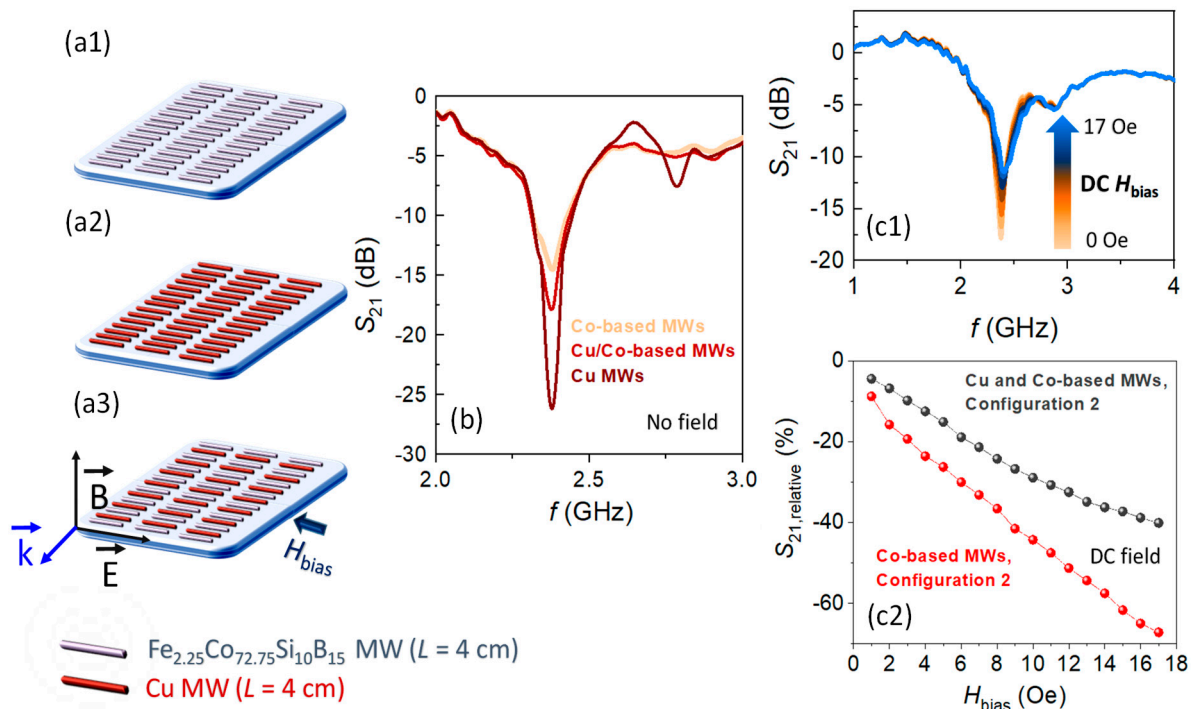 (a1)
(a2)
(a3)
B
k
E
H_bias
Fe2.25Co72.75Si10B15 MW (L = 4 cm)
Cu MW (L = 4 cm)
0
-5
-10
-15
-20
-25
-30
S21 (dB)
2.0
2.5
3.0
f (GHz)
Co-based MWs
Cu/Co-based MWs
Cu MWs
(b)
No field
0
-5
-10
-15
-20
S21 (dB)
1
2
3
4
f (GHz)
17 Oe
DC H_bias
0 Oe
(c1)
0
-20
-40
-60
S21,relative (%)
Cu and Co-based MWs,
Configuration 2
Co-based MWs,
Configuration 2
DC field
(c2)
0 2 4 6 8 10 12 14 16 18
H_bias (Oe)